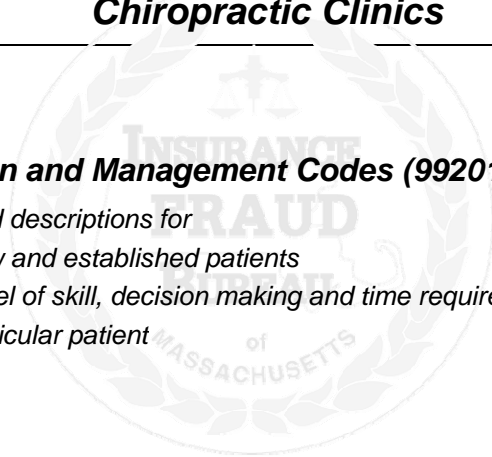 Chiropractic Clinics
INSURANCE
n and Management Codes (9920
FRAUD
d descriptions for
w and established patients
BUREAU
el of skill, decision making and time require
of
icular patient
MASSACHUSETTS